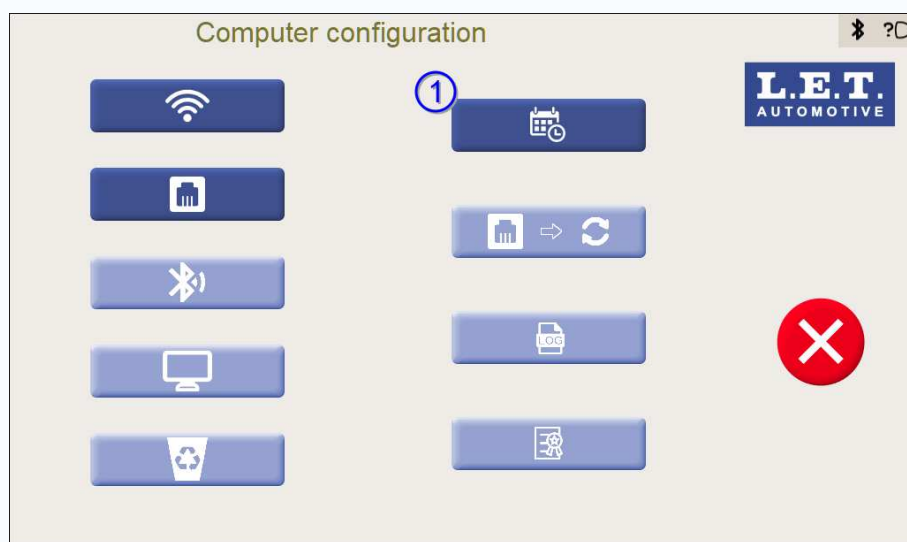 Computer configuration
?
1
L.E.T.
AUTOMOTIVE
LOG